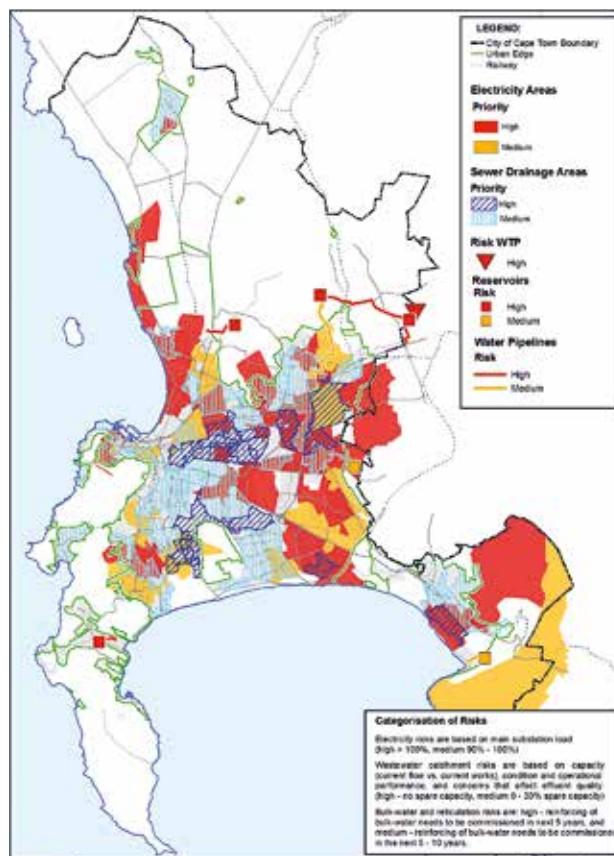 LEGEND:
City of Cape Town Boundary
Urban Edge
Railway
Electricity Areas
Priority
High
Medium
Sewer Drainage Areas
Priority
High
Medium
Risk WTP
High
Reservoirs
Risk
High
Medium
Water Pipelines
Risk
High
Medium
Categorisation of Risks
Electricity risks are based on main substation load
(high > 100%, medium 90% - 100%)
Wastewater catchment risks are based on capacity
(current flow vs. current works), condition and operational
performance, and concerns that affect effluent quality
(high - no spare capacity, medium 0 - 20% spare capacity)
Bulk-water and reticulation risks are: high - reinforcing of
bulk-water needs to be commissioned in next 5 years, and
medium - reinforcing of bulk-water needs to be commissioned
in the next 5 - 10 years.